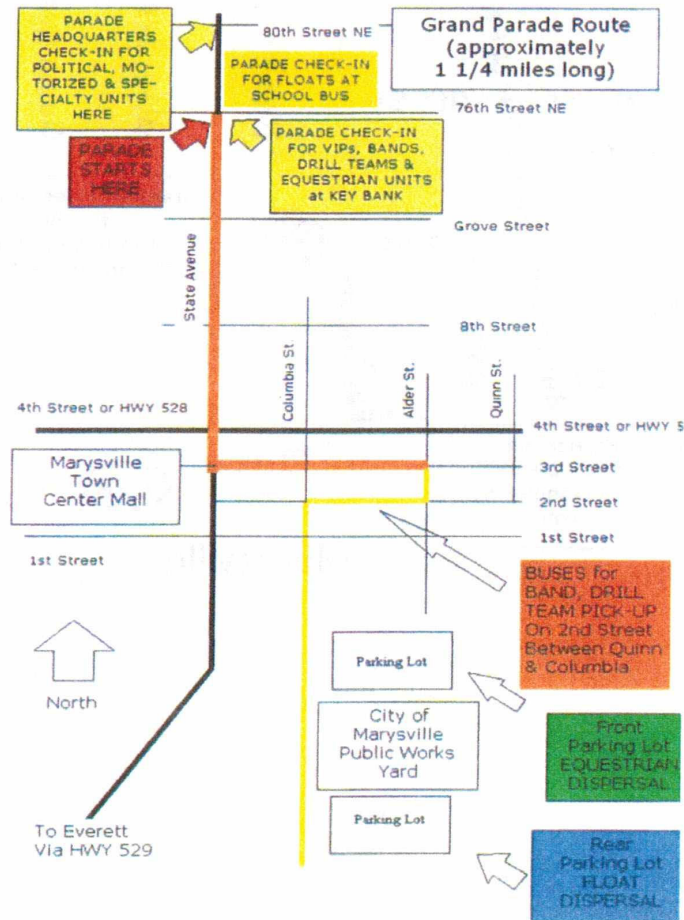 PARADE
HEADQUARTERS
CHECK-IN FOR
POLITICAL, MO-
TORIZED & SPE-
CIALTY UNITS
HERE
80th Street NE
Grand Parade Route
(approximately
1 1/4 miles long)
PARADE CHECK-IN
FOR FLOATS AT
SCHOOL BUS
76th Street NE
PARADE
STARTS
HERE
PARADE CHECK-IN
FOR VIPs, BANDS,
DRILL TEAMS &
EQUESTRIAN UNITS
at KEY BANK
Grove Street
State Avenue
8th Street
Columbia St.
Alder St.
Quinn St.
4th Street or HWY 528
4th Street or HWY 5
Marysville
Town
Center Mall
3rd Street
2nd Street
1st Street
1st Street
BUSES for
BAND, DRILL
TEAM PICK-UP
On 2nd Street
Between Quinn
& Columbia
North
Parking Lot
City of
Marysville
Public Works
Yard
Front
Parking Lot
EQUESTRIAN
DISPERSAL
Parking Lot
To Everett
Via HWY 529
Rear
Parking Lot
FLOAT
DISPERSAL